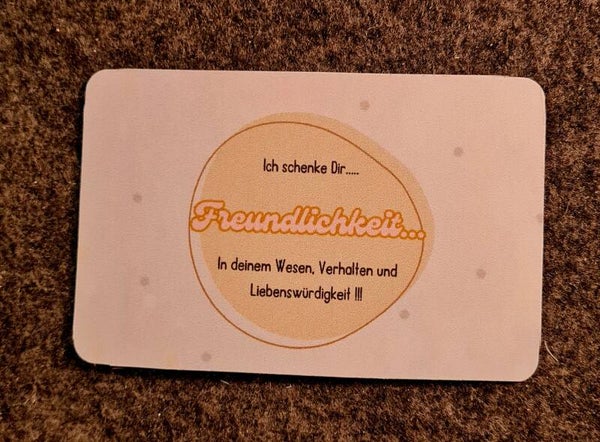 Ich schenke Dir.....
Freundlichkeit...
In deinem Wesen, Verhalten und
Liebenswürdigkeit !!!